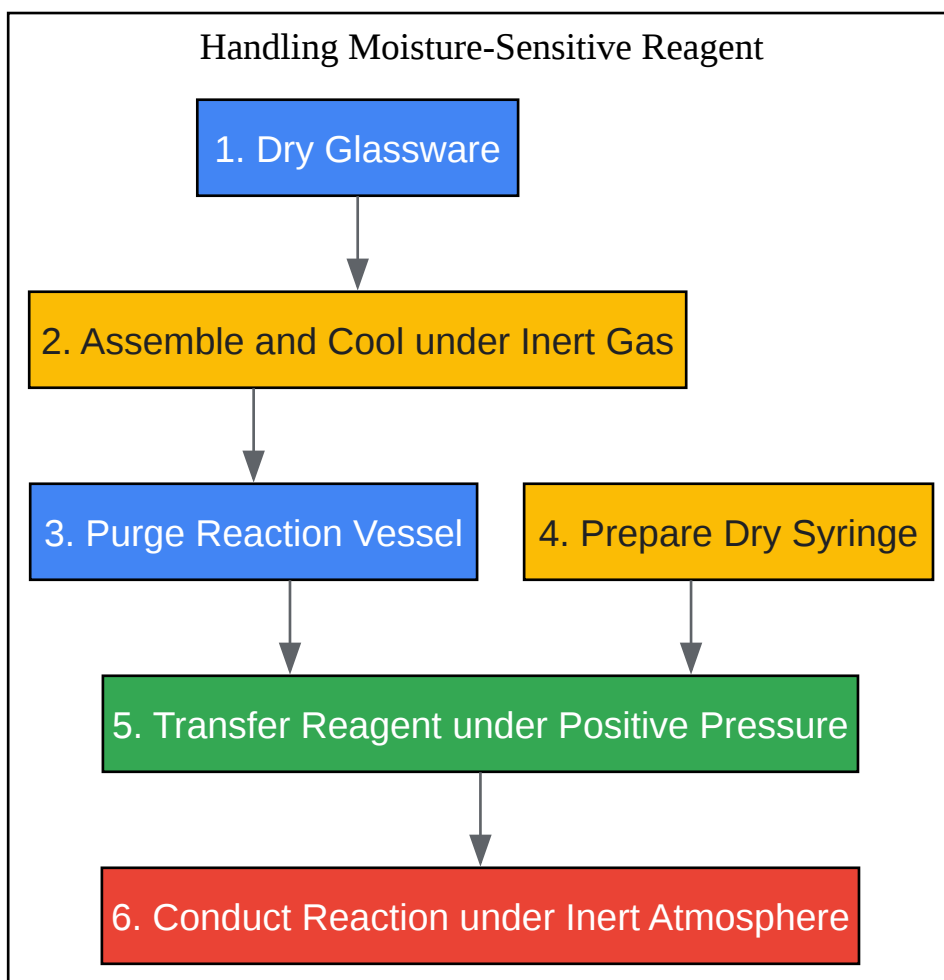 Handling Moisture-Sensitive Reagent
1. Dry Glassware
2. Assemble and Cool under Inert Gas
3. Purge Reaction Vessel
4. Prepare Dry Syringe
5. Transfer Reagent under Positive Pressure
6. Conduct Reaction under Inert Atmosphere